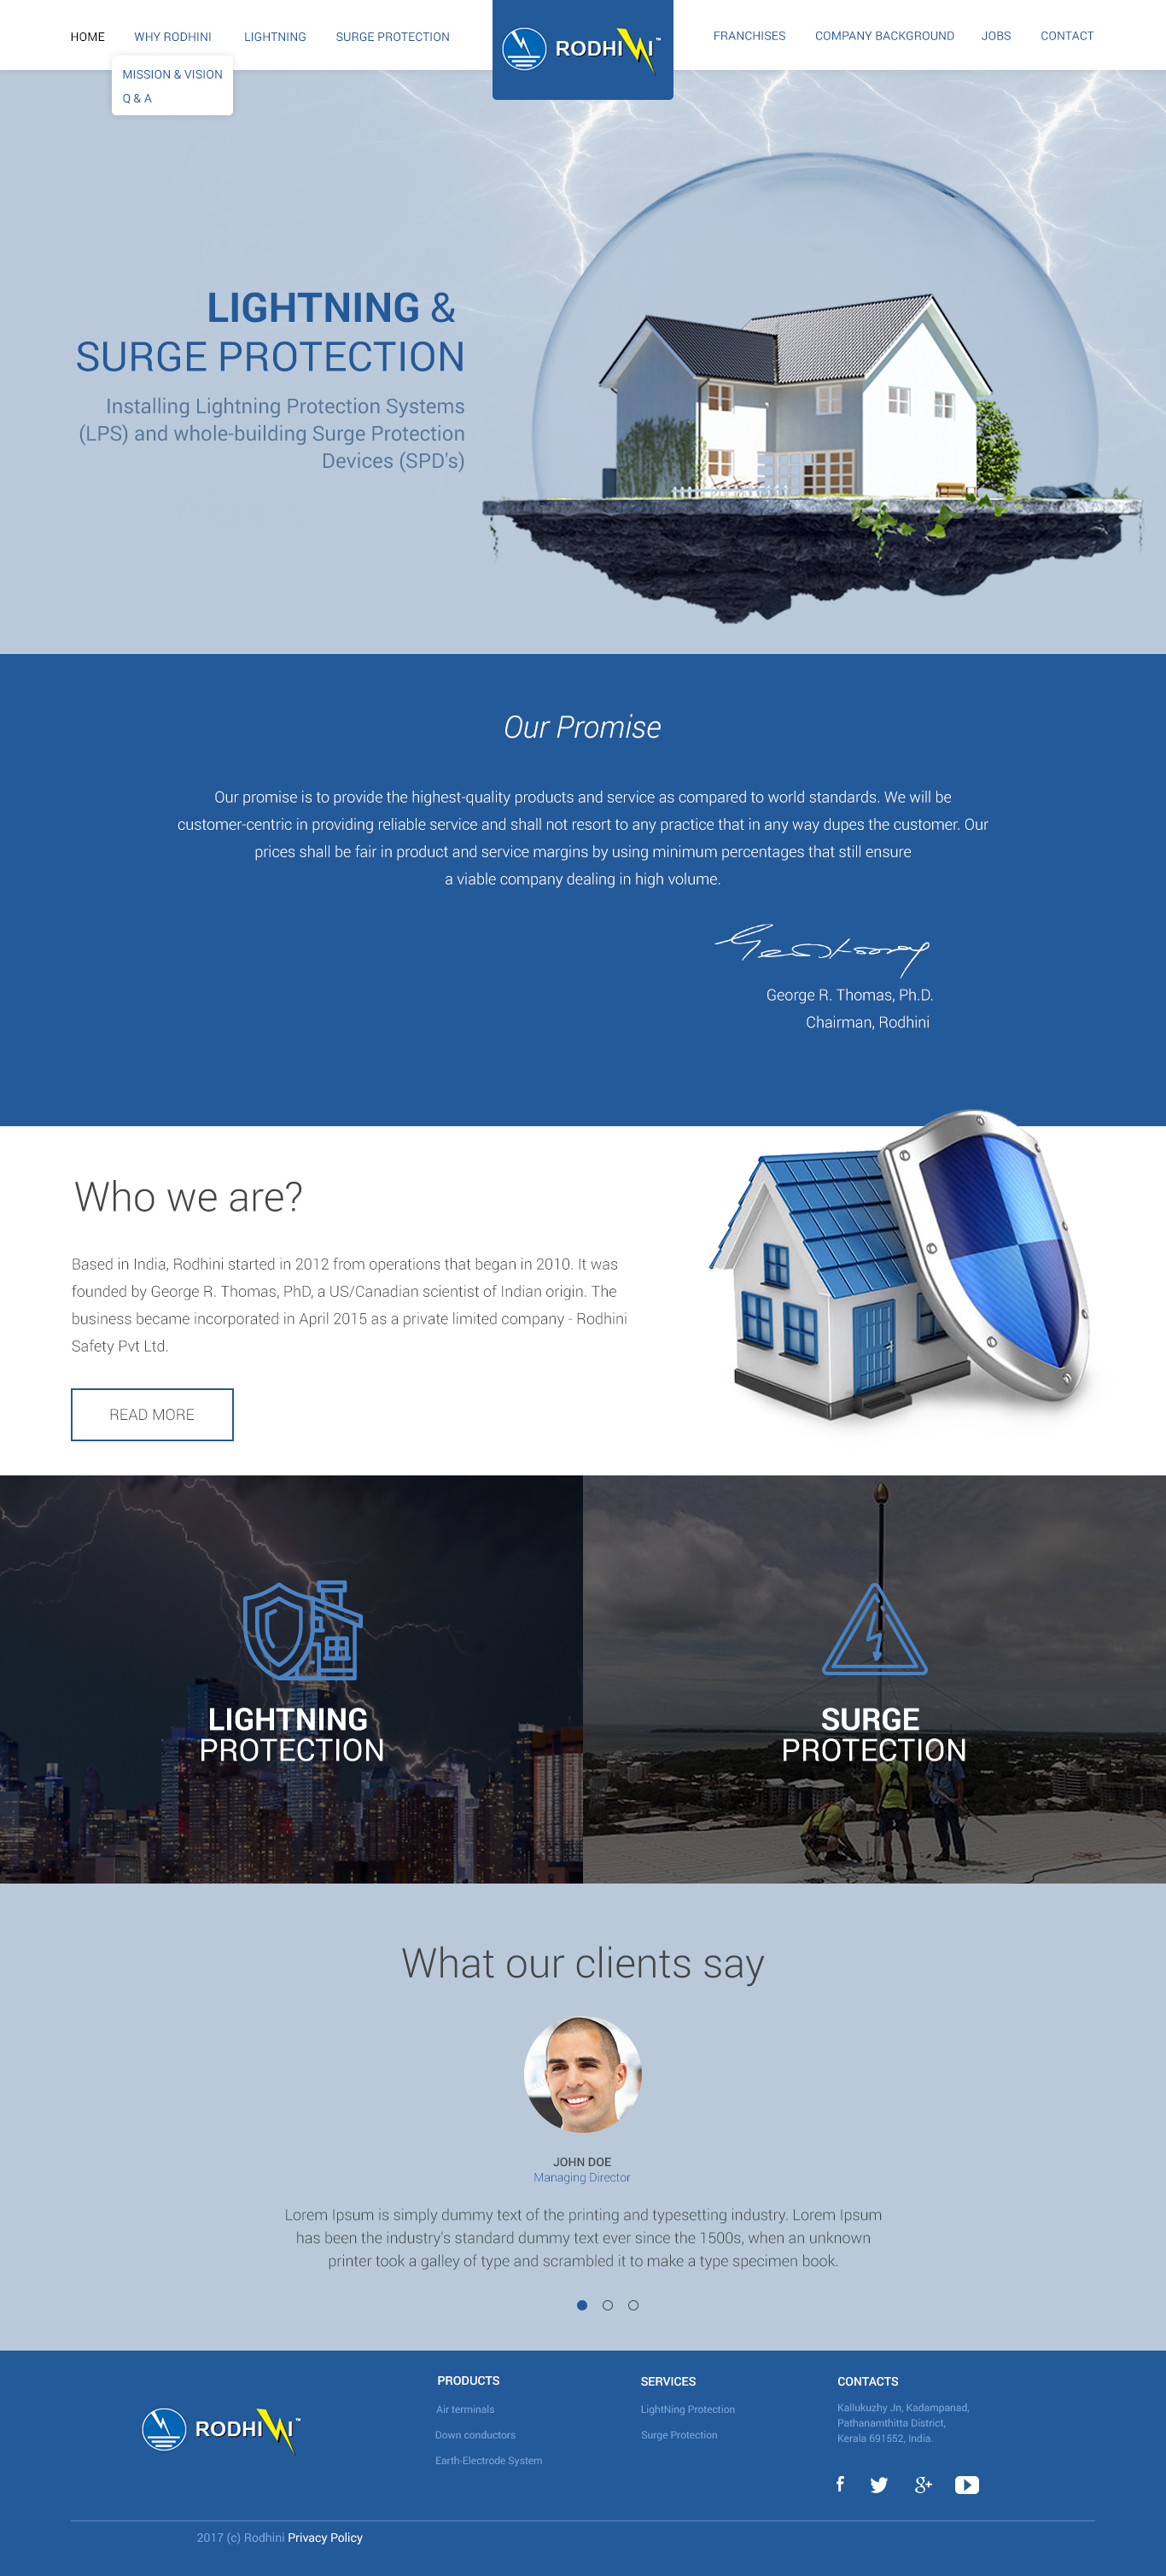 HOME WHY RODHINI LIGHTNING SURGE PROTECTION RODHINI™ FRANCHISES COMPANY BACKGROUND JOBS CONTACT
MISSION & VISION
Q & A
LIGHTNING &
SURGE PROTECTION
Installing Lightning Protection Systems
(LPS) and whole-building Surge Protection
Devices (SPD's)
Our Promise
Our promise is to provide the highest-quality products and service as compared to world standards. We will be
customer-centric in providing reliable service and shall not resort to any practice that in any way dupes the customer. Our
prices shall be fair in product and service margins by using minimum percentages that still ensure
a viable company dealing in high volume.
George R. Thomas, Ph.D.
Chairman, Rodhini
Who we are?
Based in India, Rodhini started in 2012 from operations that began in 2010. It was
founded by George R. Thomas, PhD, a US/Canadian scientist of Indian origin. The
business became incorporated in April 2015 as a private limited company - Rodhini
Safety Pvt Ltd.
READ MORE
LIGHTNING
PROTECTION
SURGE
PROTECTION
What our clients say
JOHN DOE
Managing Director
Lorem Ipsum is simply dummy text of the printing and typesetting industry. Lorem Ipsum
has been the industry's standard dummy text ever since the 1500s, when an unknown
printer took a galley of type and scrambled it to make a type specimen book.
RODHINI™
PRODUCTS
Air terminals
Down conductors
Earth-Electrode System
SERVICES
LightNing Protection
Surge Protection
CONTACTS
Kallukuzhy Jn, Kadampanad,
Pathanamthitta District,
Kerala 691552, India.
2017 (c) Rodhini Privacy Policy